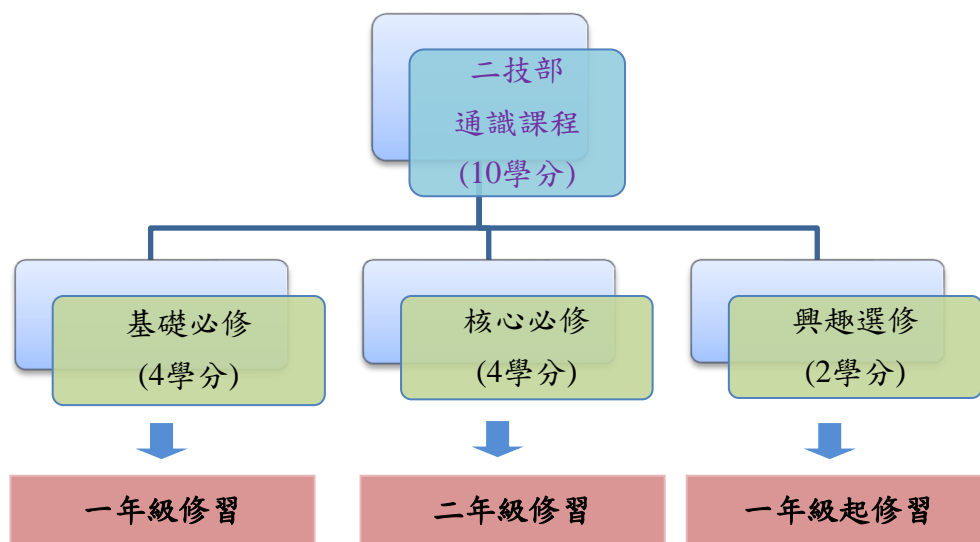 二技部
通識課程
(10學分)
基礎必修
(4學分)
核心必修
(4學分)
興趣選修
(2學分)
一年級修習
二年級修習
一年級起修習